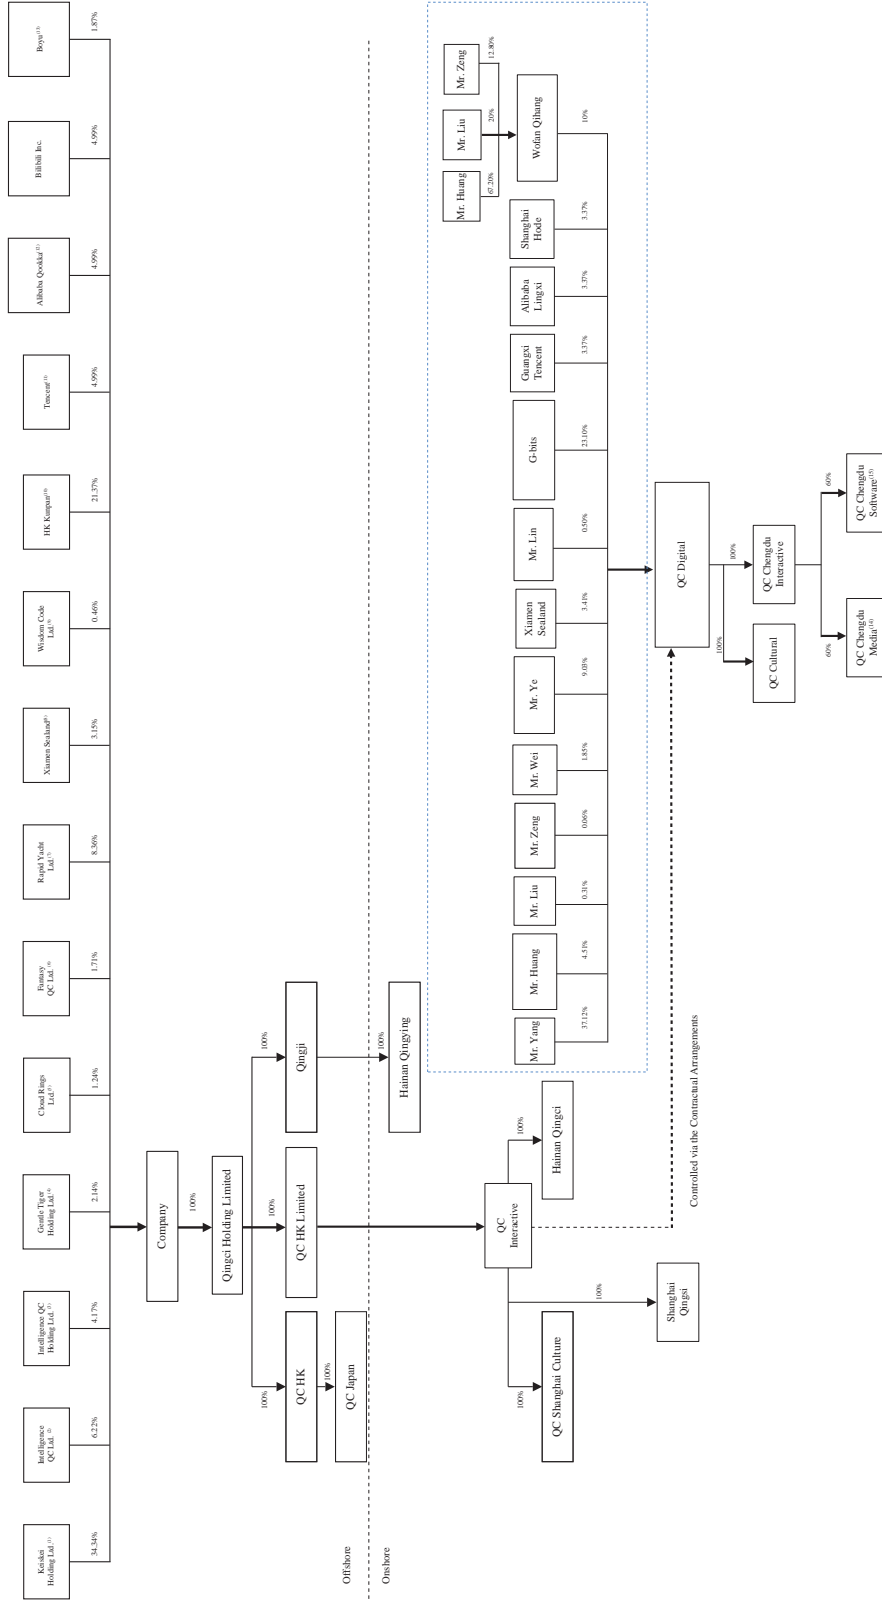 Keiskei
Holding Ltd.(1)
34.34%
Intelligence
QC Ltd. (2)
6.22%
Intelligence QC
Holding Ltd. (3)
4.17%
Gentle Tiger
Holding Ltd.(4)
2.14%
Cloud Rings
Ltd.(5)
1.24%
Fantasy
QC Ltd. (6)
1.71%
Rapid Yacht
Ltd.(7)
8.36%
Xiamen Sealand(8)
3.15%
Wisdom Code
Ltd.(9)
0.46%
HK Kunpan(10)
21.37%
Tencent(11)
4.99%
Alibaba Qookka(12)
4.99%
Bilibili Inc.
4.99%
Boyu(13)
1.87%
Company
100%
Qingci Holding Limited
100%
100%
100%
QC HK
QC HK Limited
Qingji
100%
QC Japan
100%
Offshore
Onshore
Hainan Qingying
QC
Interactive
100%
100%
100%
QC Shanghai Culture
Hainan Qingci
Shanghai
Qingsi
Controlled via the Contractual Arrangements
Mr. Huang
67.20%
Mr. Liu
20%
Mr. Zeng
12.80%
Mr. Yang
37.12%
Mr. Huang
4.51%
Mr. Liu
0.31%
Mr. Zeng
0.06%
Mr. Wei
1.85%
Mr. Ye
9.03%
Xiamen
Sealand
3.41%
Mr. Lin
0.50%
G-bits
23.10%
Guangxi
Tencent
3.37%
Alibaba
Lingxi
3.37%
Shanghai
Hode
3.37%
Wofan Qihang
10%
QC Digital
100%
100%
QC Cultural
QC Chengdu
Interactive
60%
60%
QC Chengdu
Media(14)
QC Chengdu
Software(15)